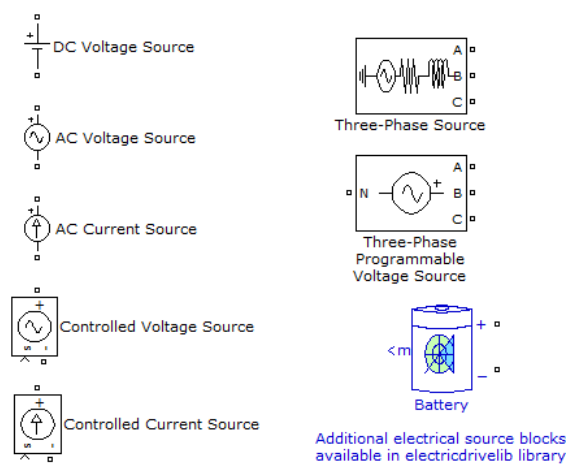 DC Voltage Source
AC Voltage Source
AC Current Source
Controlled Voltage Source
Controlled Current Source
A
B
C
Three-Phase Source
N
A
B
C
Three-Phase
Programmable
Voltage Source
<m
+
−
Battery
Additional electrical source blocks
available in electricdrivelib library